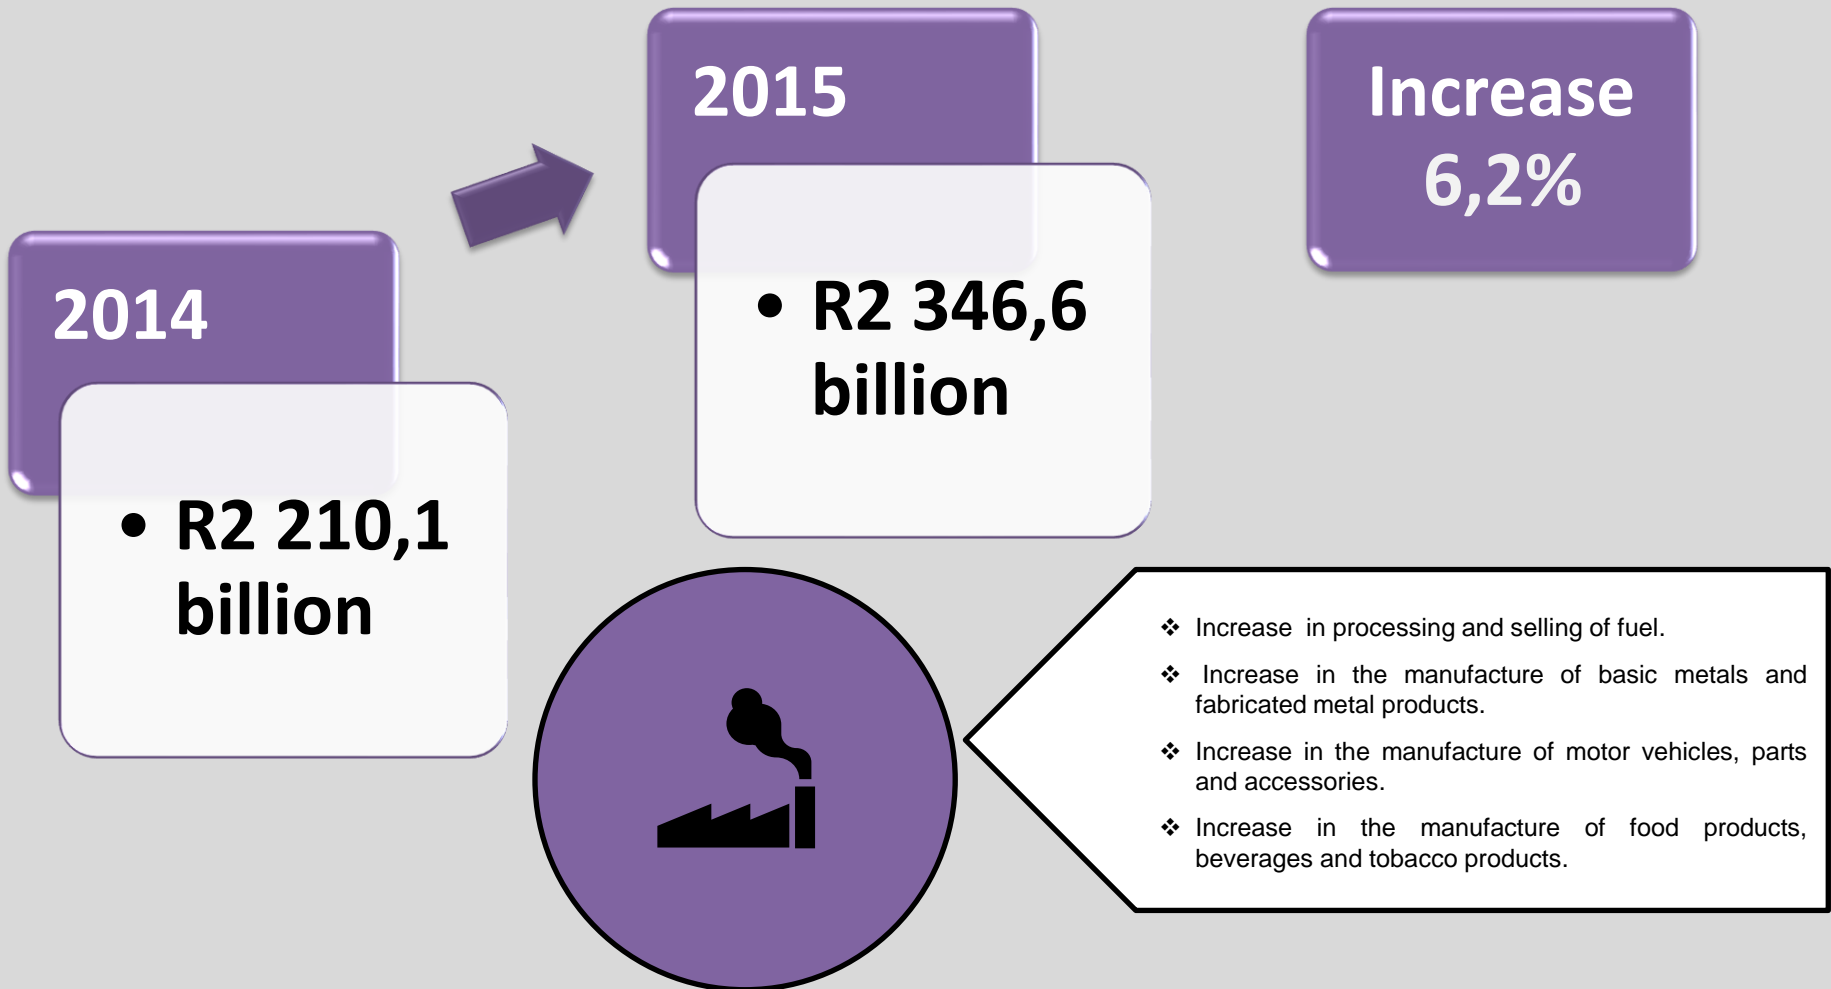 2014
• R2 210,1
billion
2015
• R2 346,6
billion
Increase
6,2%
❖ Increase in processing and selling of fuel.
❖ Increase in the manufacture of basic metals and
fabricated metal products.
❖ Increase in the manufacture of motor vehicles, parts
and accessories.
❖ Increase in the manufacture of food products,
beverages and tobacco products.